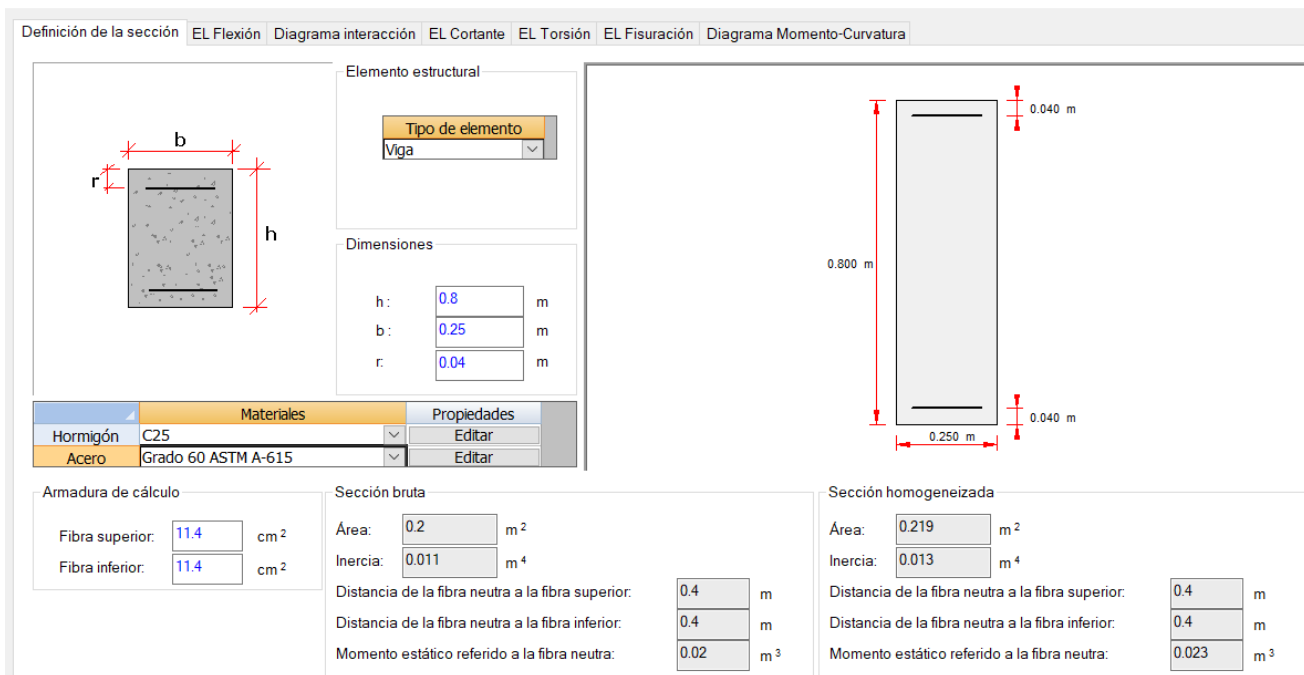 Definición de la sección EL Flexión Diagrama interacción EL Cortante EL Torsión EL Fisuración Diagrama Momento-Curvatura
b
r
h
Elemento estructural
Tipo de elemento
Viga
Dimensiones
h : 0.8 m
b : 0.25 m
r: 0.04 m
0.040 m
0.800 m
0.040 m
0.250 m
Materiales Propiedades
Hormigón C25 Editar
Acero Grado 60 ASTM A-615 Editar
Armadura de cálculo
Fibra superior: 11.4 cm 2
Fibra inferior: 11.4 cm 2
Sección bruta
Área: 0.2 m 2
Inercia: 0.011 m 4
Distancia de la fibra neutra a la fibra superior: 0.4 m
Distancia de la fibra neutra a la fibra inferior: 0.4 m
Momento estático referido a la fibra neutra: 0.02 m 3
Sección homogeneizada
Área: 0.219 m 2
Inercia: 0.013 m 4
Distancia de la fibra neutra a la fibra superior: 0.4 m
Distancia de la fibra neutra a la fibra inferior: 0.4 m
Momento estático referido a la fibra neutra: 0.023 m 3